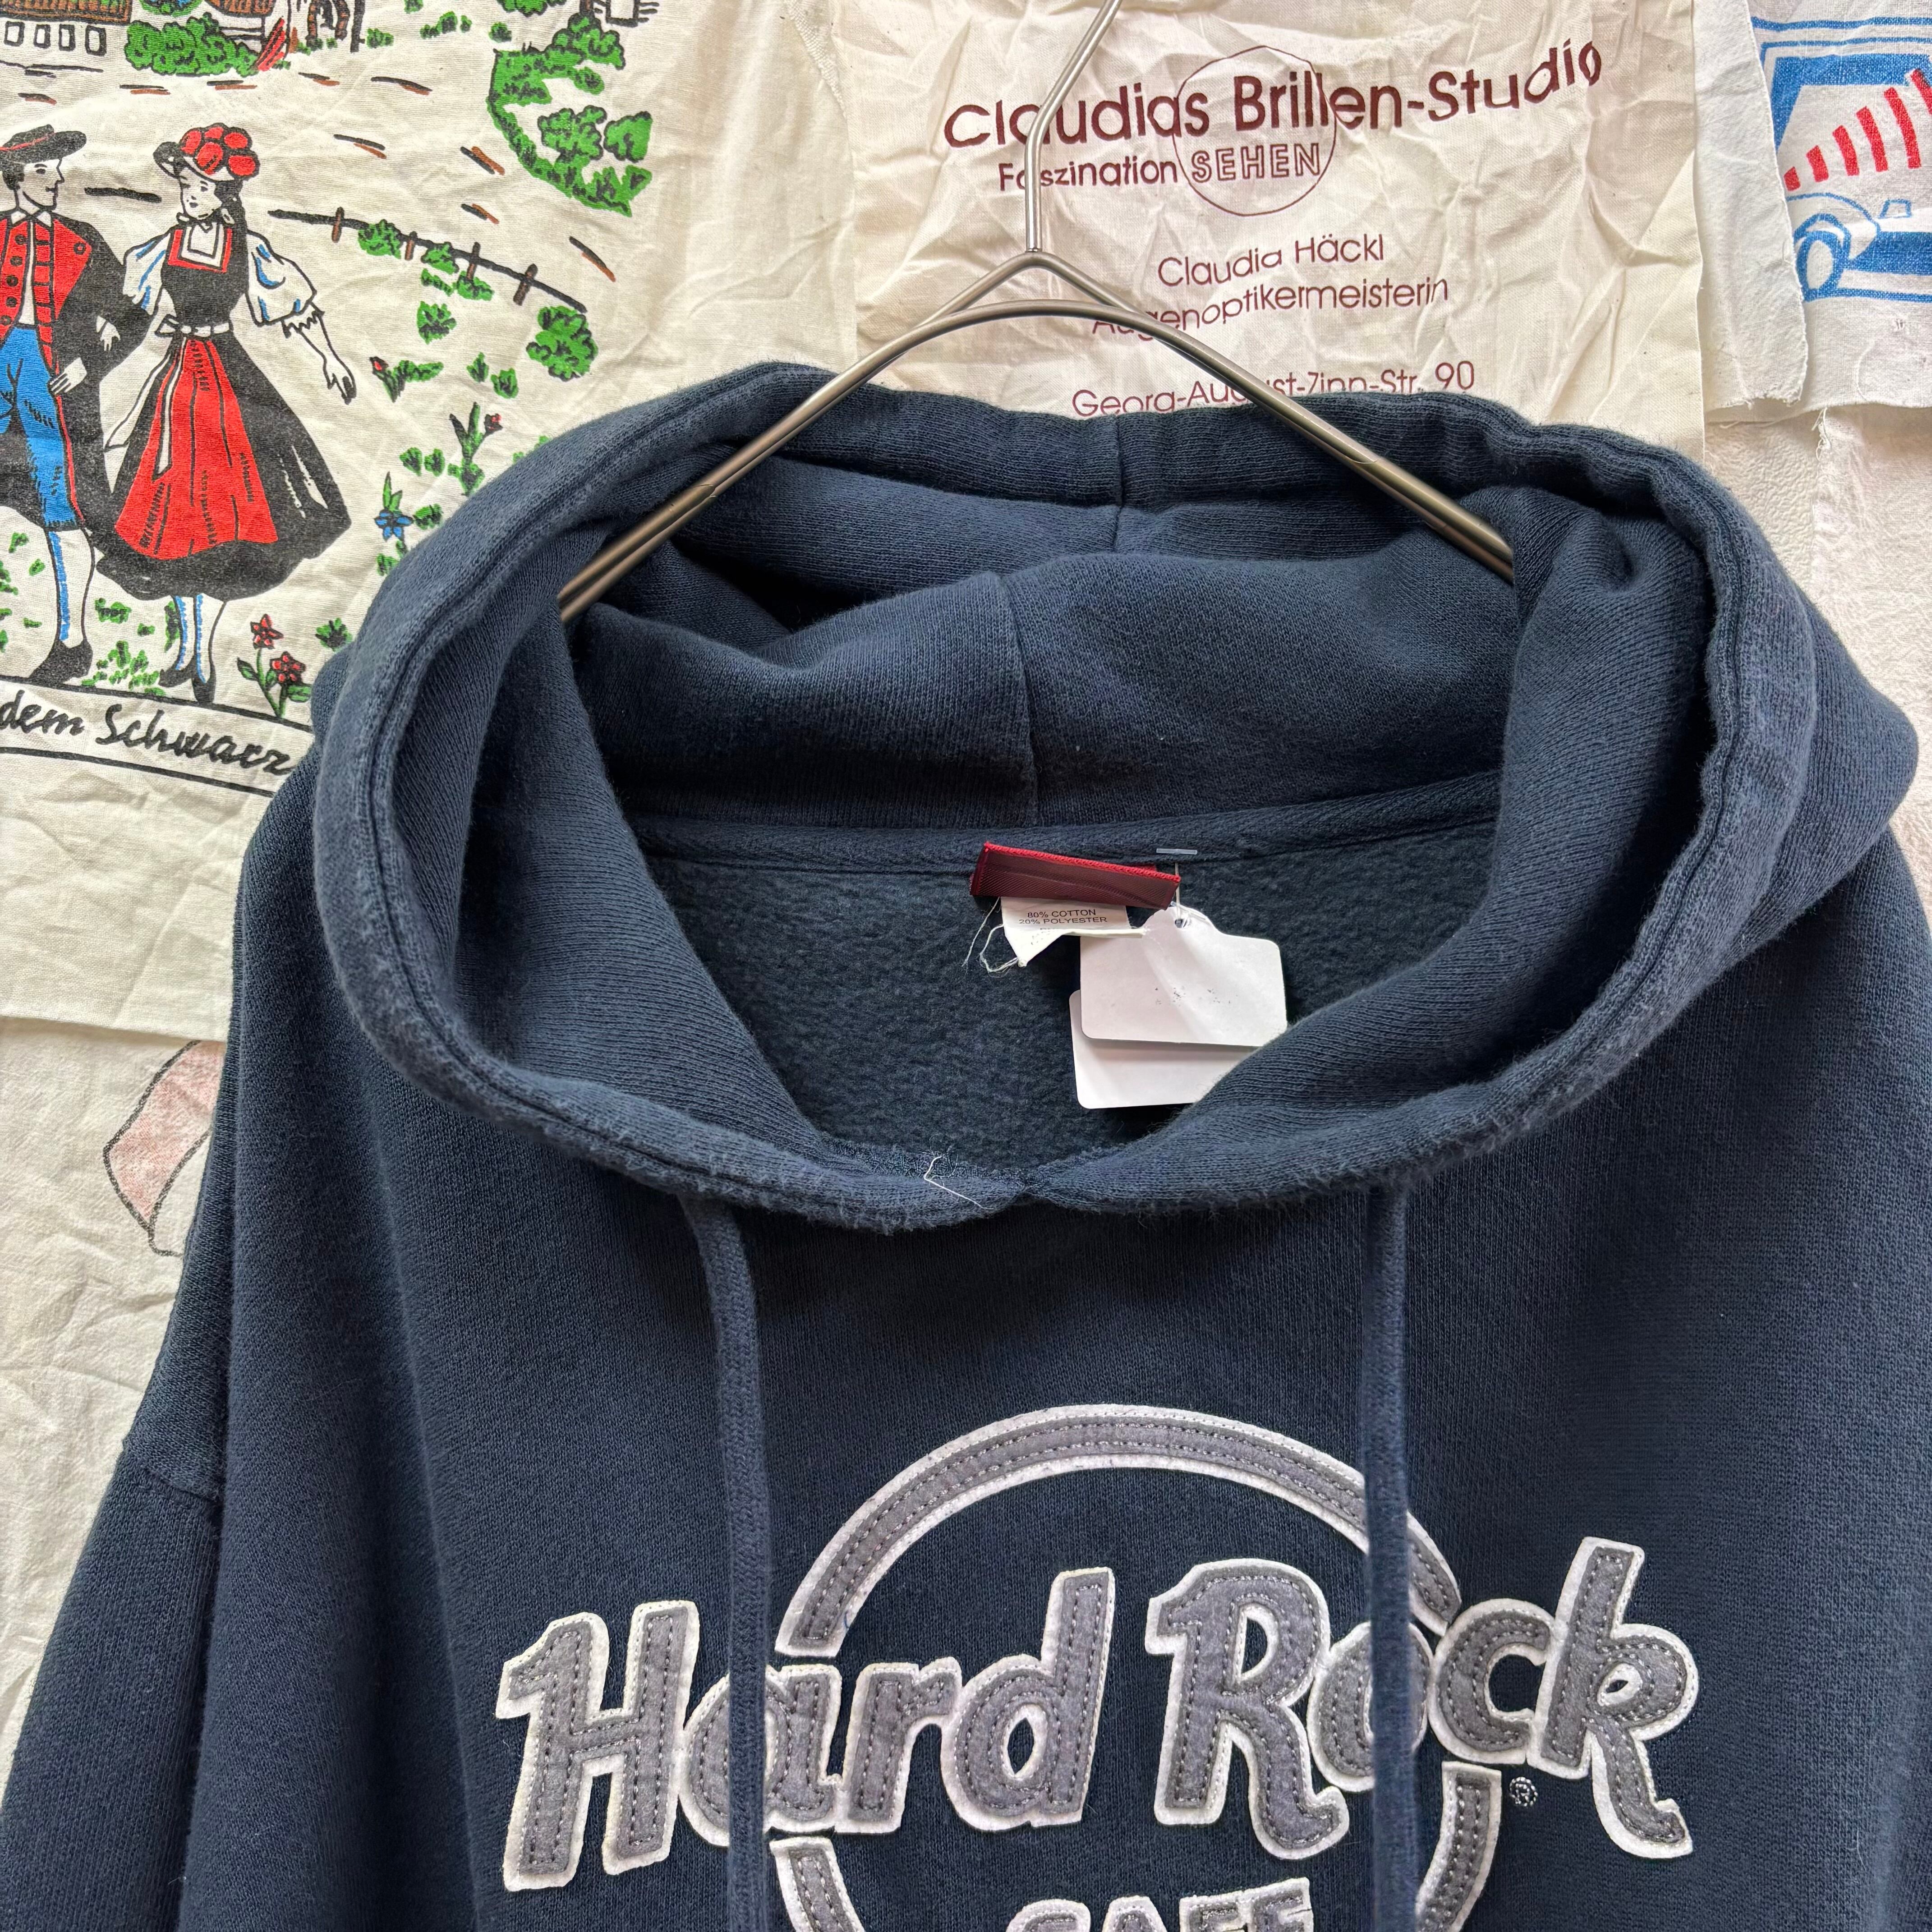 Claudias Brillen-Studio
Faszination SEHEN
Claudia Häckl
Augenoptikermeisterin
Georg-August-Zinn-Str. 90
dem Schwarz
80% COTTON
20% POLYESTER
Hard Rock
®
CAFE